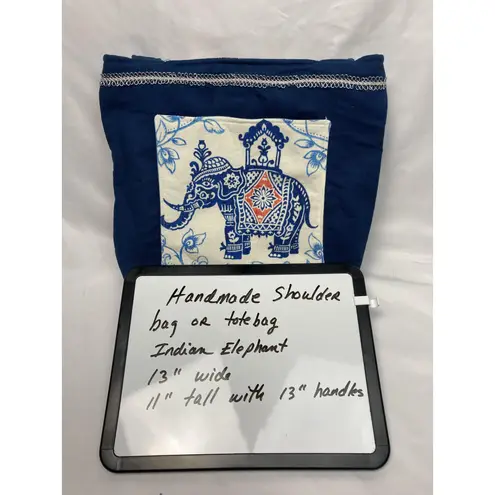 Handmade Shoulder
bag or totebag
Indian Elephant
13" wide
11" tall with 13" handles